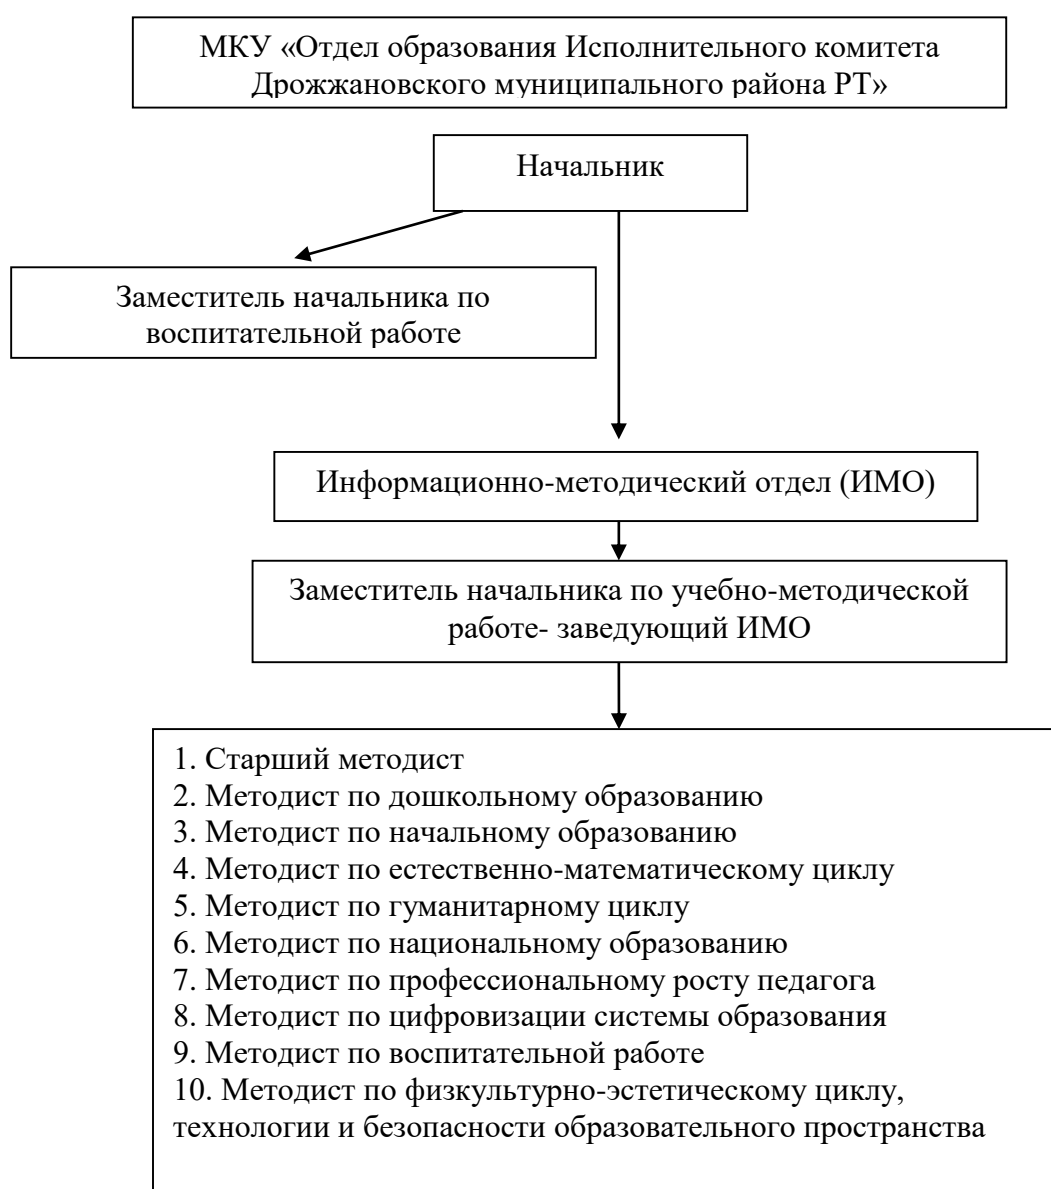 МКУ «Отдел образования Исполнительного комитета
Дрожжановского муниципального района РТ»
Начальник
Заместитель начальника по
воспитательной работе
Информационно-методический отдел (ИМО)
Заместитель начальника по учебно-методической
работе- заведующий ИМО
1. Старший методист
2. Методист по дошкольному образованию
3. Методист по начальному образованию
4. Методист по естественно-математическому циклу
5. Методист по гуманитарному циклу
6. Методист по национальному образованию
7. Методист по профессиональному росту педагога
8. Методист по цифровизации системы образования
9. Методист по воспитательной работе
10. Методист по физкультурно-эстетическому циклу,
технологии и безопасности образовательного пространства